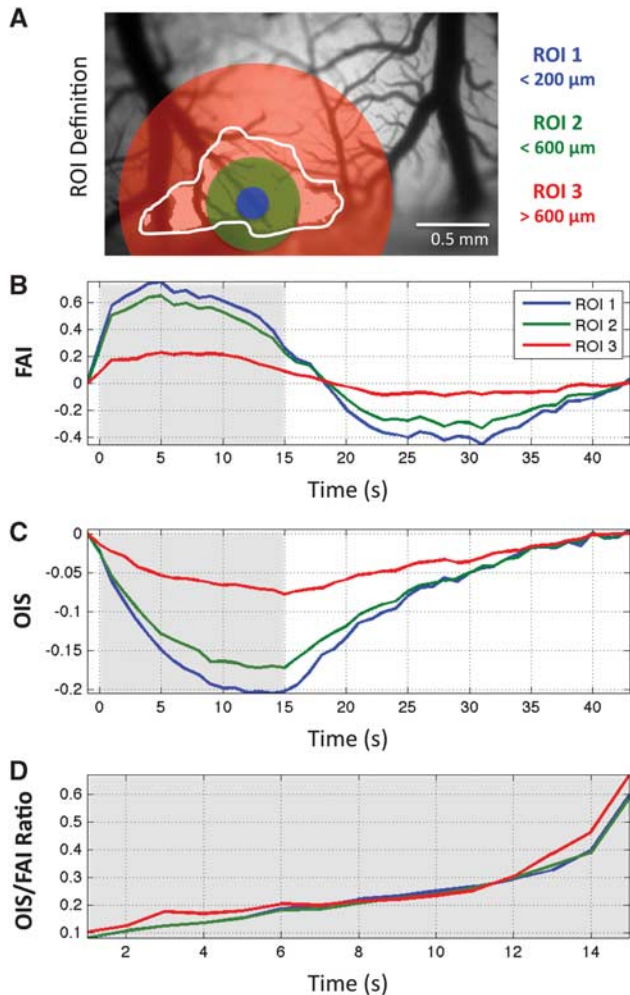 A
ROI Definition
ROI 1
< 200 μm
ROI 2
< 600 μm
ROI 3
> 600 μm
0.5 mm
B
FAI
0.6
0.4
0.2
0
-0.2
-0.4
ROI 1
ROI 2
ROI 3
0 5 10 15 20 25 30 35 40
Time (s)
C
OIS
0
-0.05
-0.1
-0.15
-0.2
0 5 10 15 20 25 30 35 40
Time (s)
D
OIS/FAI Ratio
0.6
0.5
0.4
0.3
0.2
0.1
2 4 6 8 10 12 14
Time (s)